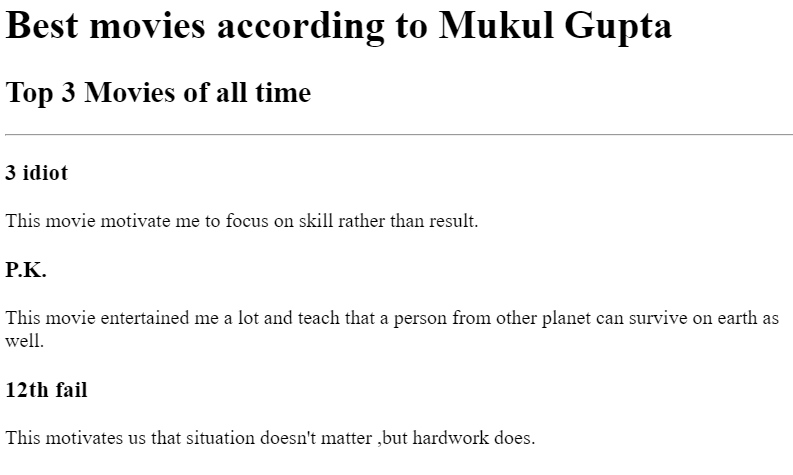 Best movies according to Mukul Gupta
Top 3 Movies of all time
3 idiot
This movie motivate me to focus on skill rather than result.
P.K.
This movie entertained me a lot and teach that a person from other planet can survive on earth as
well.
12th fail
This motivates us that situation doesn't matter ,but hardwork does.